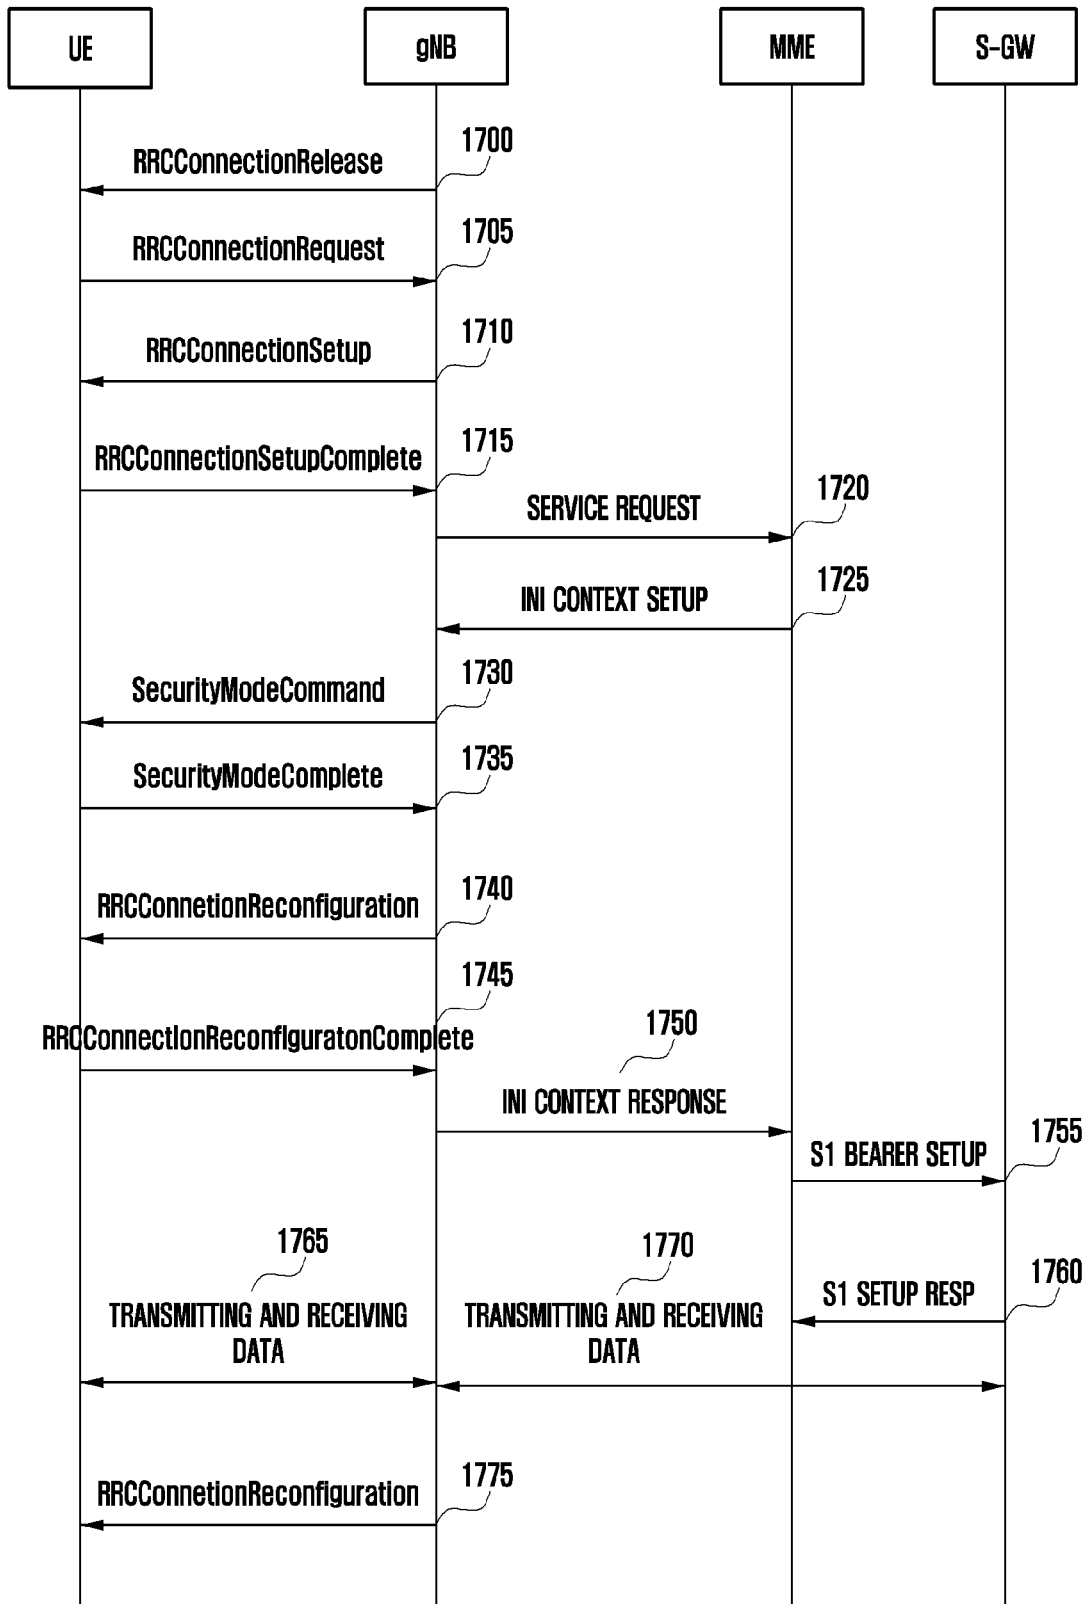 UE
gNB
MME
S-GW
1700
RRCConnectionRelease
1705
RRCConnectionRequest
1710
RRCConnectionSetup
1715
RRCConnectionSetupComplete
1720
SERVICE REQUEST
1725
INI CONTEXT SETUP
1730
SecurityModeCommand
1735
SecurityModeComplete
1740
RRCConnetionReconfiguration
1745
RRCConnectionReconfiguratonComplete
1750
INI CONTEXT RESPONSE
1755
S1 BEARER SETUP
1765
TRANSMITTING AND RECEIVING
DATA
1770
TRANSMITTING AND RECEIVING
DATA
1760
S1 SETUP RESP
1775
RRCConnetionReconfiguration